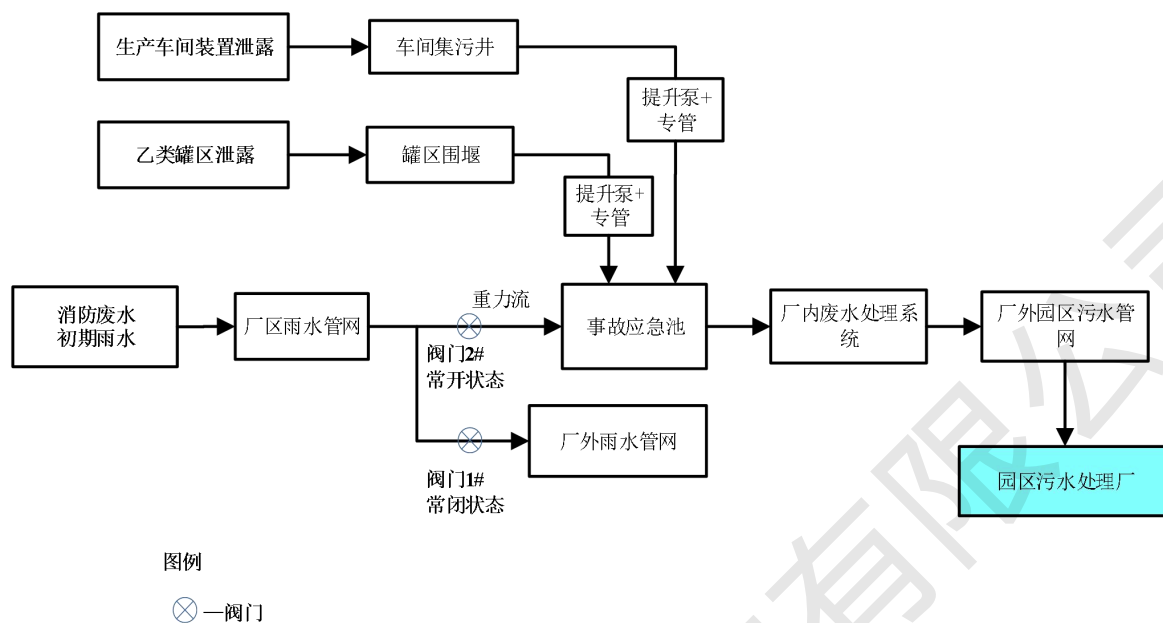 生产车间装置泄露
车间集污井
提升泵+
专管
乙类罐区泄露
罐区围堰
提升泵+
专管
消防废水
初期雨水
厂区雨水管网
重力流
阀门2#
常开状态
事故应急池
厂内废水处理系
统
厂外园区污水管
网
阀门1#
常闭状态
厂外雨水管网
园区污水处理厂
图例
—阀门
有限公司